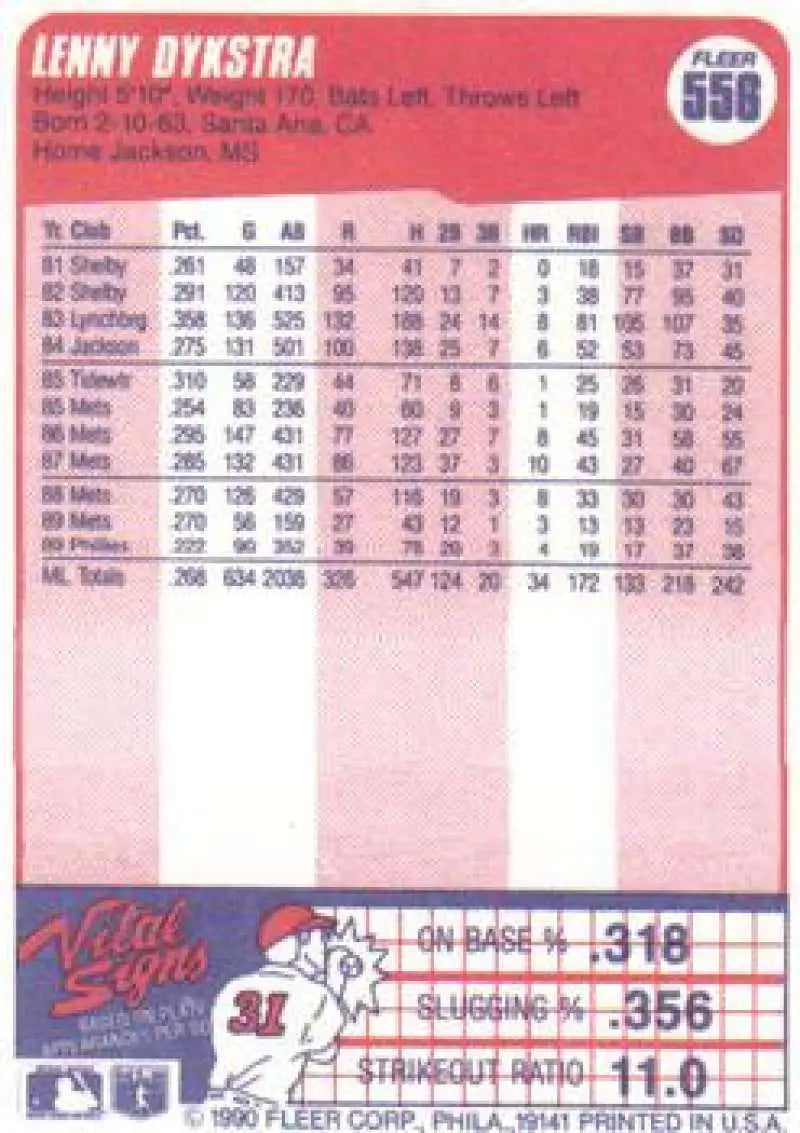 LENNY DYKSTRA
FLEER
556
Height 5'10", Weight 170, Bats Left, Throws Left
Born 2-10-63, Santa Ana, CA
Home Jackson, MS
Yr. Club Pct. G AB R H 2B 3B HR RBI SB BB SO
81 Shelby .261 48 157 34 41 7 2 0 18 15 37 31
82 Shelby .291 120 413 95 120 13 7 3 38 77 95 40
83 Lynchbrg .358 136 525 132 188 24 14 8 81 105 107 35
84 Jackson .275 131 501 100 138 25 7 6 52 53 73 45
85 Tidewtr .310 58 229 44 71 8 6 1 25 26 31 20
85 Mets .254 83 236 40 60 9 3 1 19 15 30 24
86 Mets .295 147 431 77 127 27 7 8 45 31 58 55
87 Mets .285 132 431 86 123 37 3 10 43 27 40 67
88 Mets .270 126 429 57 116 19 3 8 33 30 30 43
89 Mets .270 56 159 27 43 12 1 3 13 13 23 15
89 Phillies .222 90 352 39 78 20 3 4 19 17 37 38
ML Totals .268 634 2038 326 547 124 20 34 172 133 218 242
Vital Signs
BASED ON PLATE
APPEARANCES PER SO
31
ON BASE % .318
SLUGGING % .356
STRIKEOUT RATIO 11.0
© 1990 FLEER CORP., PHILA., 19141 PRINTED IN U.S.A.